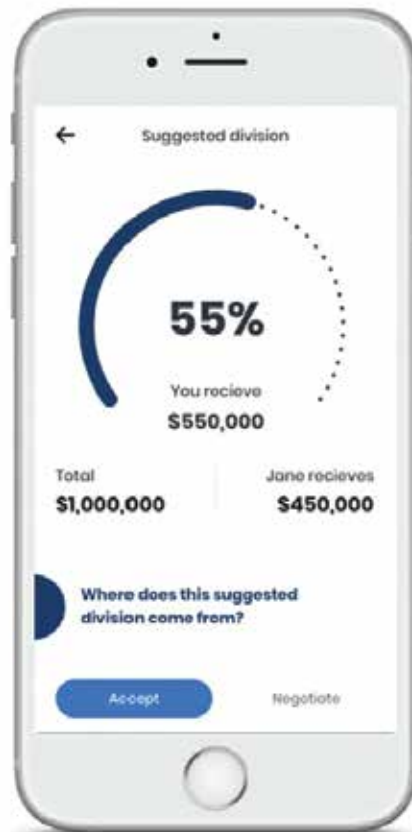 Suggested division
55%
You recieve
$550,000
Total
$1,000,000
Jane recieves
$450,000
Where does this suggested
division come from?
Accept
Negotiate